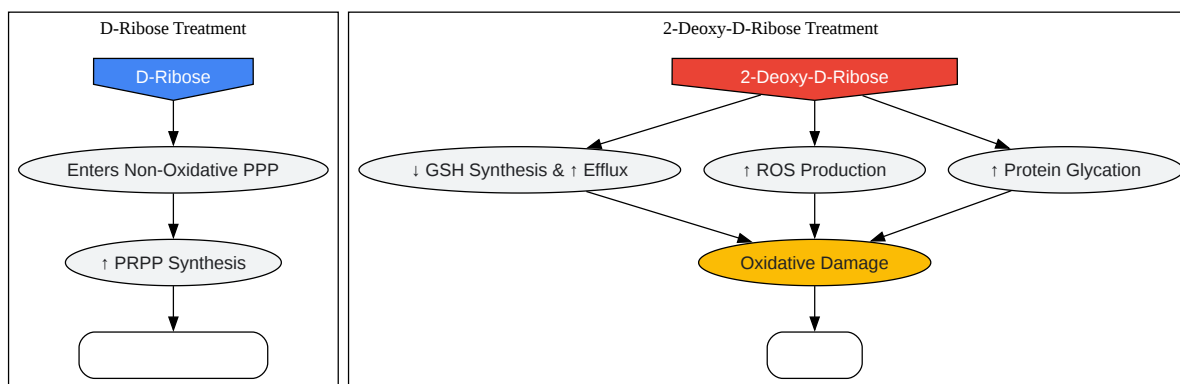 D-Ribose Treatment
D-Ribose
Enters Non-Oxidative PPP
↑ PRPP Synthesis
2-Deoxy-D-Ribose Treatment
2-Deoxy-D-Ribose
↓ GSH Synthesis & ↑ Efflux
↑ ROS Production
↑ Protein Glycation
Oxidative Damage